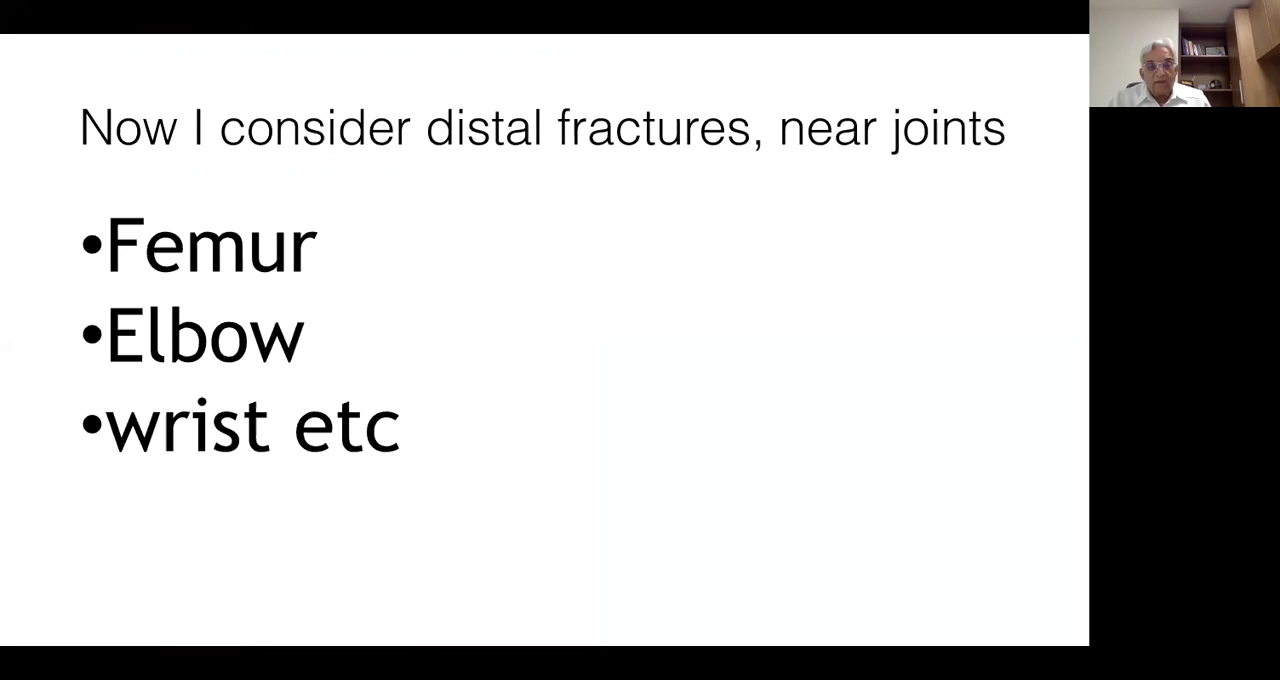 Now I consider distal fractures, near joints
•Femur
•Elbow
•wrist etc